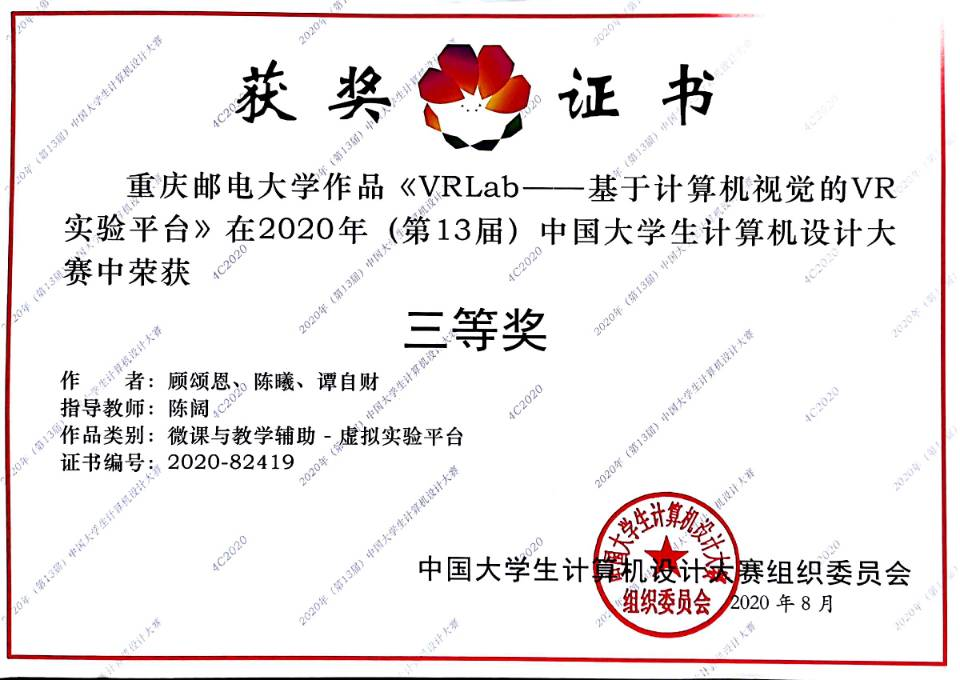 获奖证书
重庆邮电大学作品《VRLab——基于计算机视觉的VR
实验平台》在2020年（第13届）中国大学生计算机设计大
赛中荣获
三等奖
作　　者：顾颂恩、陈曦、谭自财
指导教师：陈阔
作品类别：微课与教学辅助 - 虚拟实验平台
证书编号：2020-82419
中国大学生计算机设计大赛
组织委员会
中国大学生计算机设计大赛组织委员会
2020 年 8 月
2020年（第13届）中国大学生计算机设计大赛
4C2020